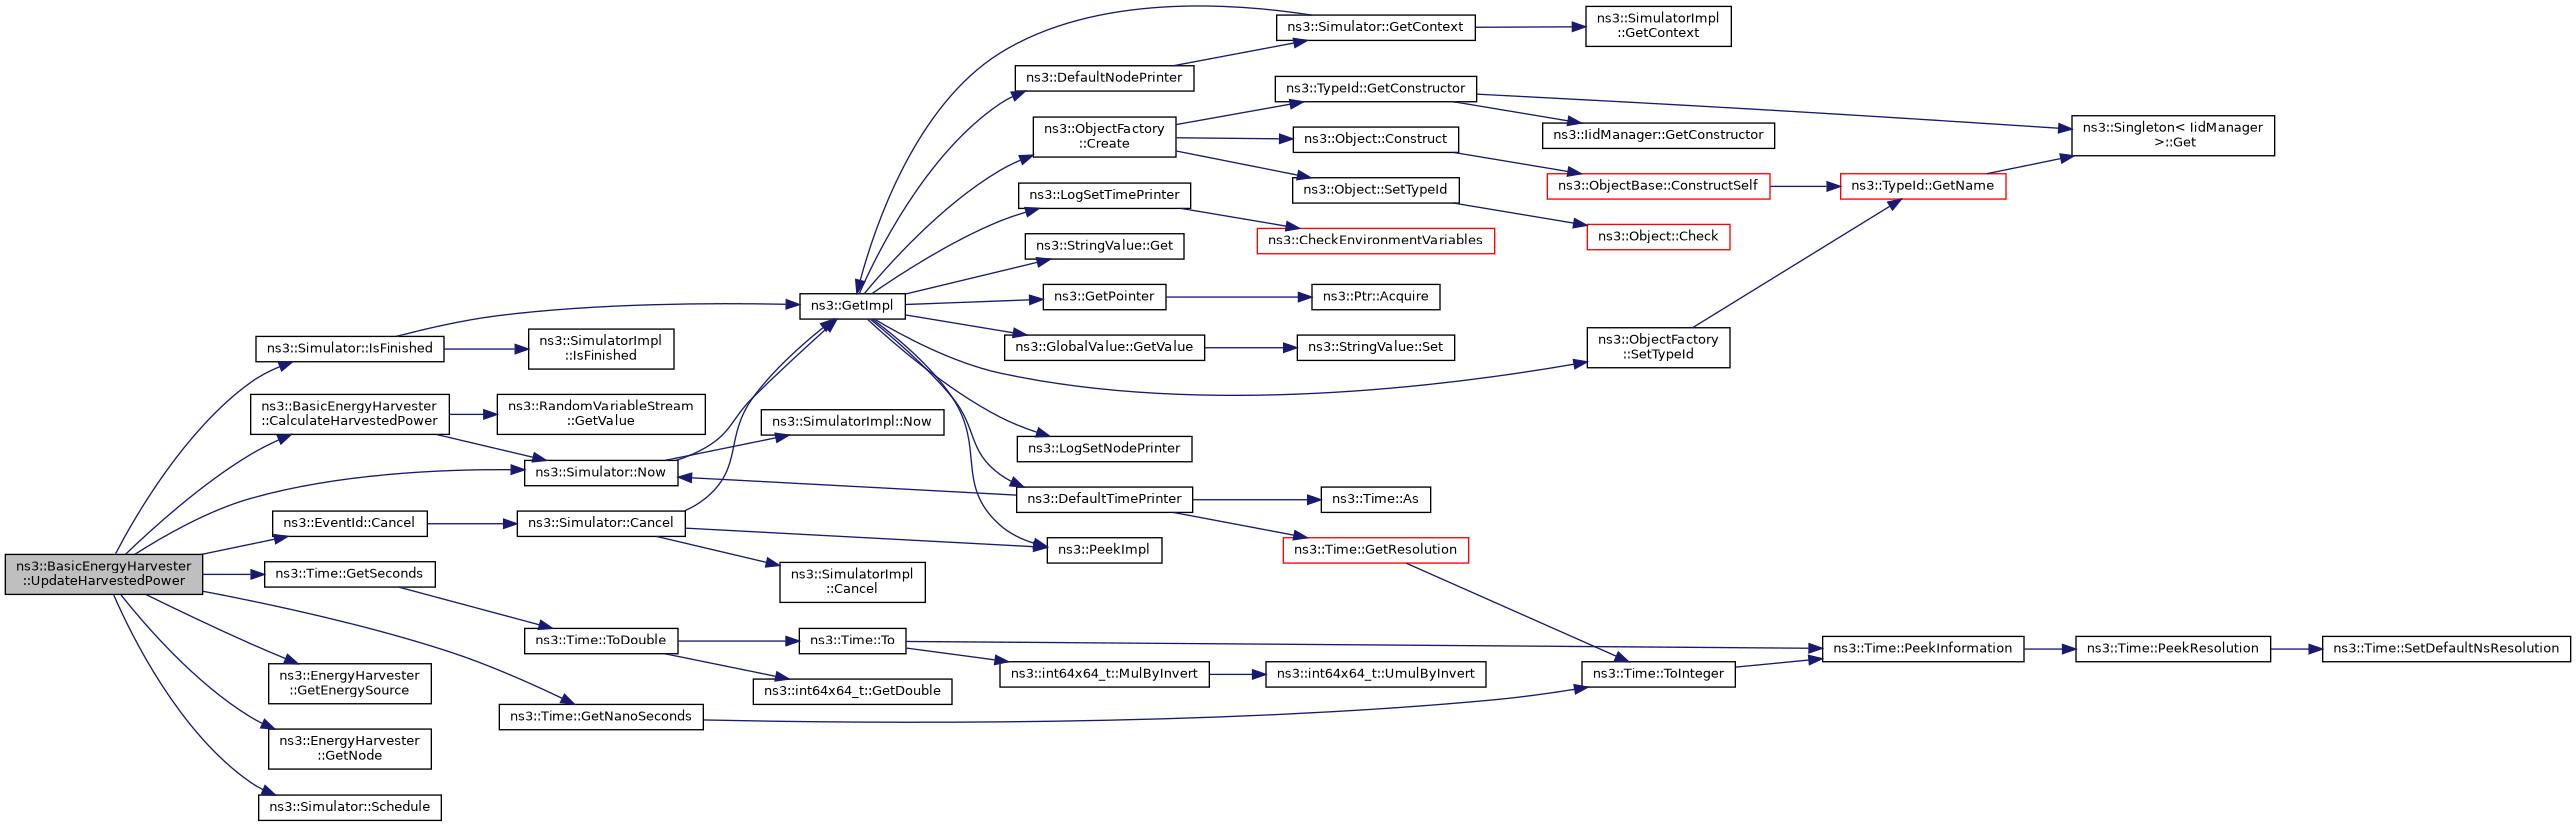 ns3::BasicEnergyHarvester
::UpdateHarvestedPower
ns3::Simulator::IsFinished
ns3::BasicEnergyHarvester
::CalculateHarvestedPower
ns3::EventId::Cancel
ns3::Time::GetSeconds
ns3::EnergyHarvester
::GetEnergySource
ns3::EnergyHarvester
::GetNode
ns3::Simulator::Schedule
ns3::SimulatorImpl
::IsFinished
ns3::RandomVariableStream
::GetValue
ns3::Simulator::Now
ns3::Simulator::Cancel
ns3::Time::ToDouble
ns3::Time::GetNanoSeconds
ns3::GetImpl
ns3::SimulatorImpl::Now
ns3::SimulatorImpl
::Cancel
ns3::Time::To
ns3::int64x64_t::GetDouble
ns3::DefaultNodePrinter
ns3::ObjectFactory
::Create
ns3::LogSetTimePrinter
ns3::StringValue::Get
ns3::GetPointer
ns3::GlobalValue::GetValue
ns3::LogSetNodePrinter
ns3::DefaultTimePrinter
ns3::PeekImpl
ns3::int64x64_t::MulByInvert
ns3::Simulator::GetContext
ns3::TypeId::GetConstructor
ns3::Object::Construct
ns3::Object::SetTypeId
ns3::CheckEnvironmentVariables
ns3::Ptr::Acquire
ns3::StringValue::Set
ns3::Time::As
ns3::Time::GetResolution
ns3::int64x64_t::UmulByInvert
ns3::SimulatorImpl
::GetContext
ns3::IidManager::GetConstructor
ns3::ObjectBase::ConstructSelf
ns3::Object::Check
ns3::ObjectFactory
::SetTypeId
ns3::Time::ToInteger
ns3::TypeId::GetName
ns3::Time::PeekInformation
ns3::Singleton< IidManager
>::Get
ns3::Time::PeekResolution
ns3::Time::SetDefaultNsResolution